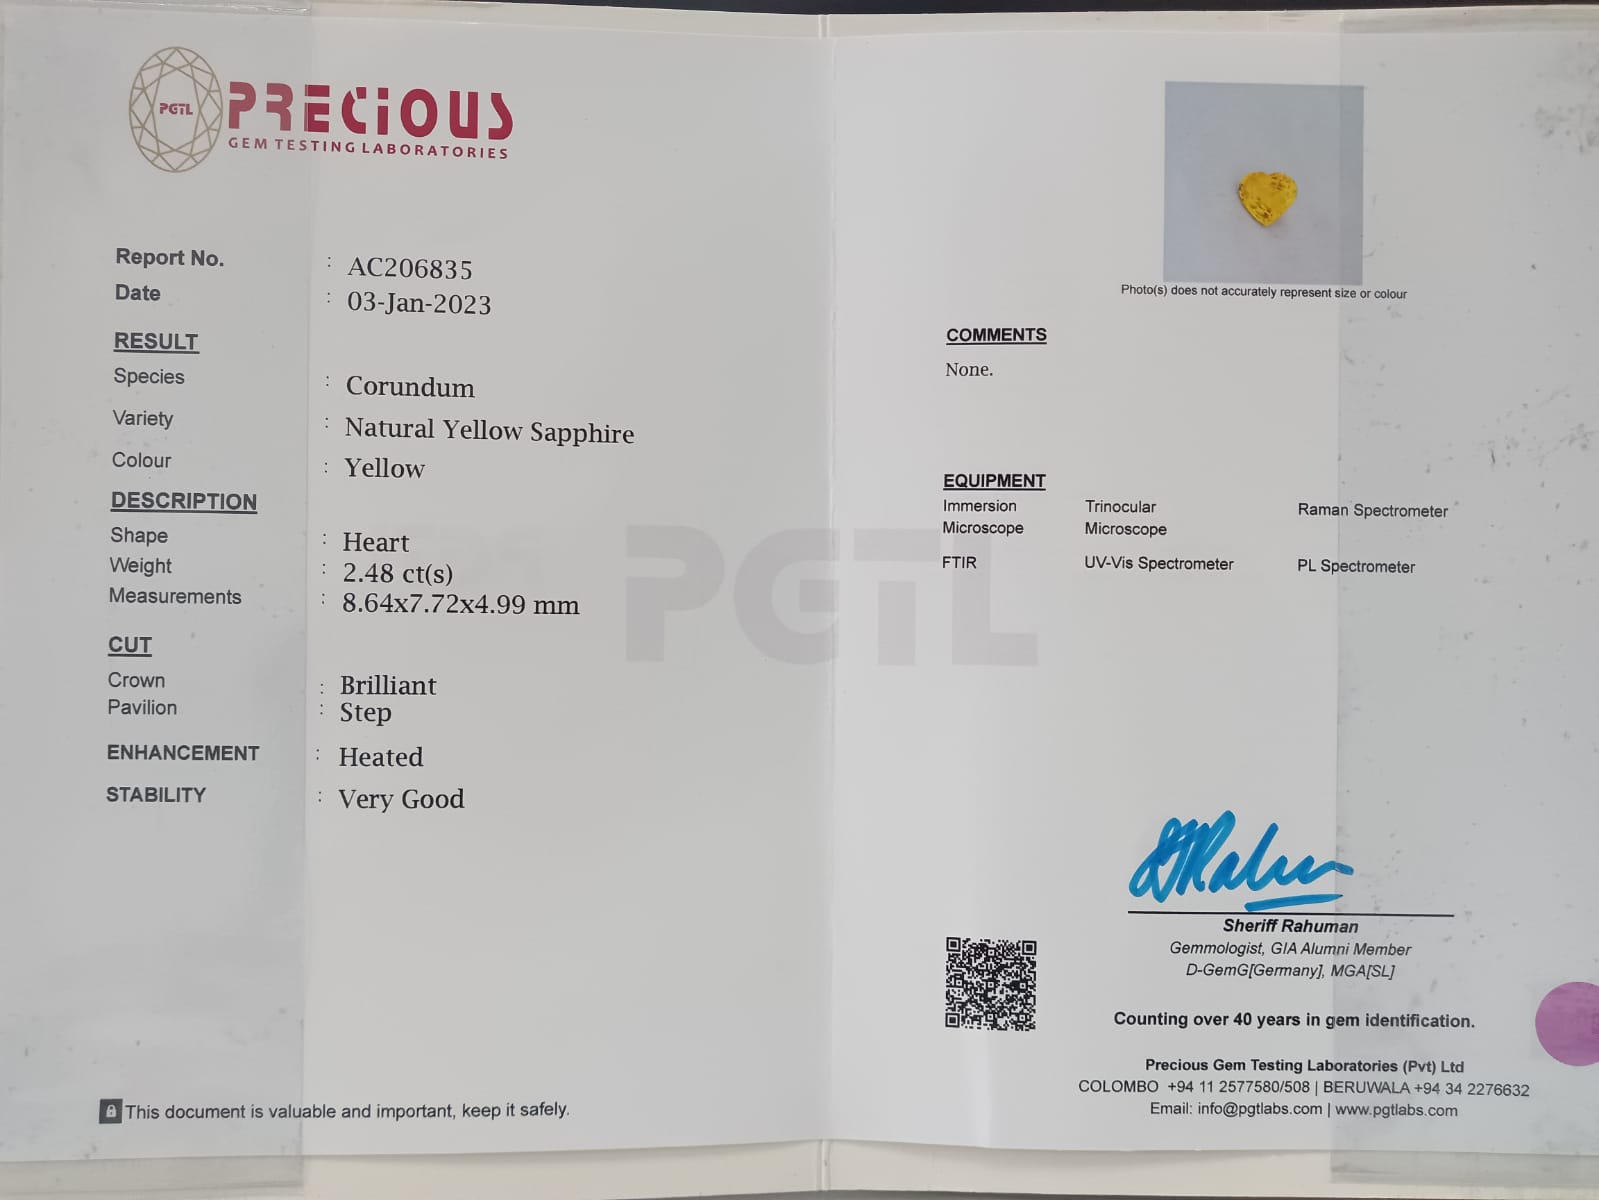 PGTL
PRECIOUS
GEM TESTING LABORATORIES
Report No. : AC206835
Date : 03-Jan-2023
RESULT
Species : Corundum
Variety : Natural Yellow Sapphire
Colour : Yellow
DESCRIPTION
Shape : Heart
Weight : 2.48 ct(s)
Measurements : 8.64x7.72x4.99 mm
CUT
Crown : Brilliant
Pavilion : Step
ENHANCEMENT : Heated
STABILITY : Very Good
This document is valuable and important, keep it safely.
PGTL
Photo(s) does not accurately represent size or colour
COMMENTS
None.
EQUIPMENT
Immersion Microscope
Trinocular Microscope
Raman Spectrometer
FTIR
UV-Vis Spectrometer
PL Spectrometer
Sheriff Rahuman
Gemmologist, GIA Alumni Member
D-GemG[Germany], MGA[SL]
Counting over 40 years in gem identification.
Precious Gem Testing Laboratories (Pvt) Ltd
COLOMBO +94 11 2577580/508 | BERUWALA +94 34 2276632
Email: info@pgtlabs.com | www.pgtlabs.com